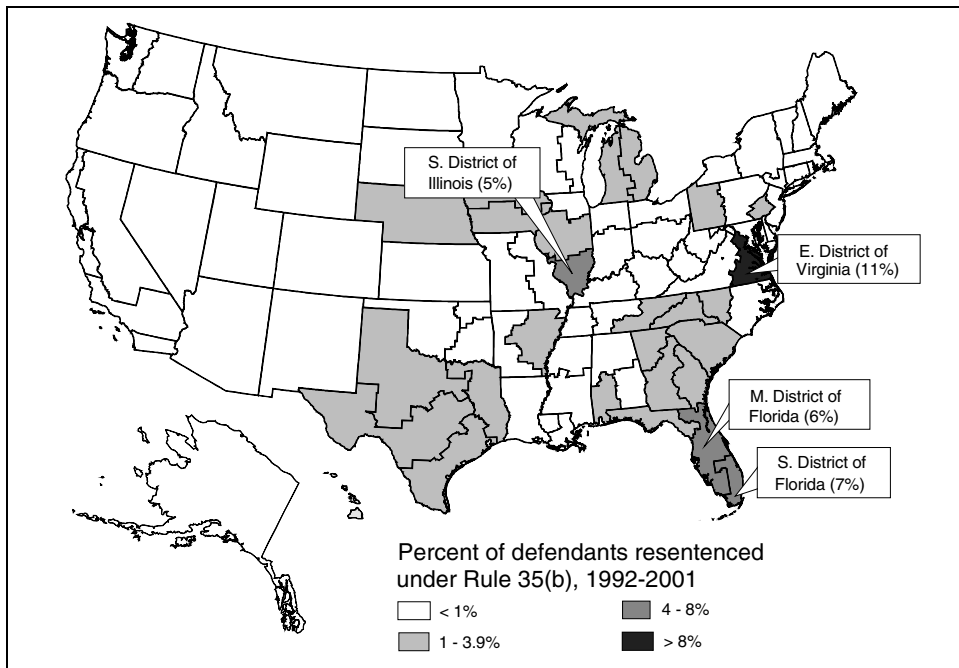 S. District of
Illinois (5%)
E. District of
Virginia (11%)
M. District of
Florida (6%)
S. District of
Florida (7%)
Percent of defendants resentenced
under Rule 35(b), 1992-2001
< 1%
4 - 8%
1 - 3.9%
> 8%